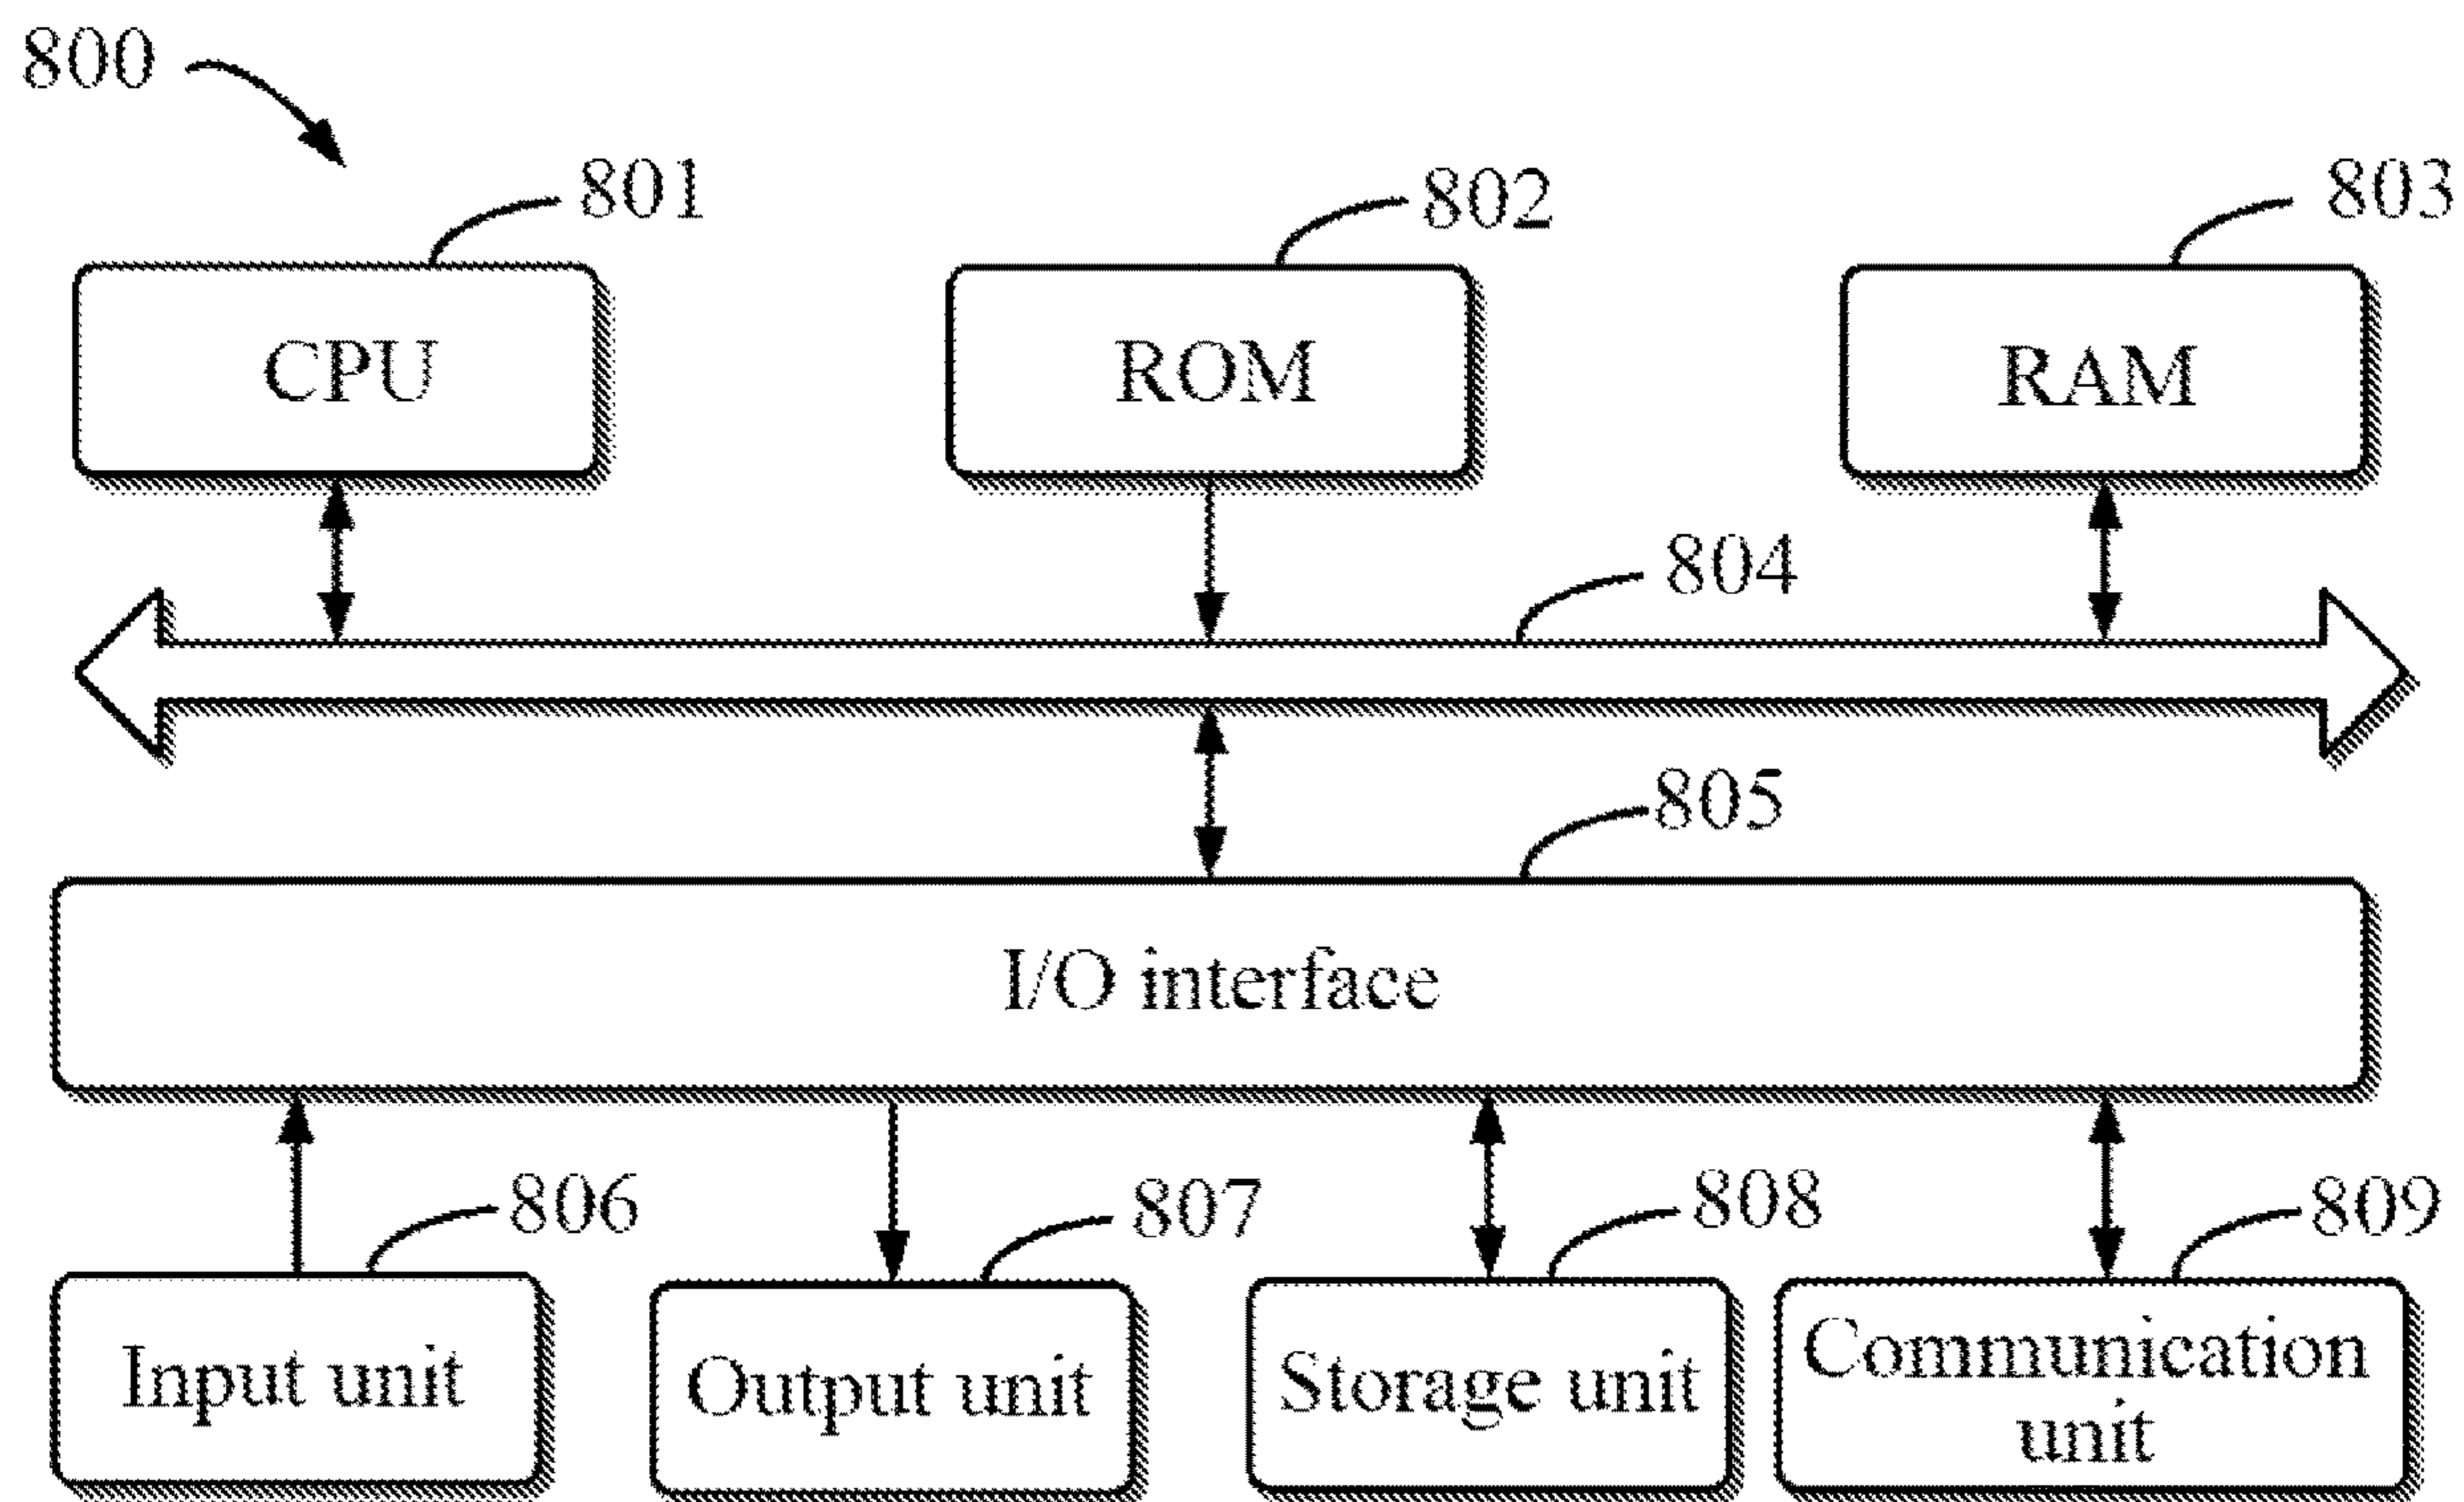 800
801
802
803
CPU
ROM
RAM
804
805
I/O interface
806
807
808
809
Input unit
Output unit
Storage unit
Communication
unit